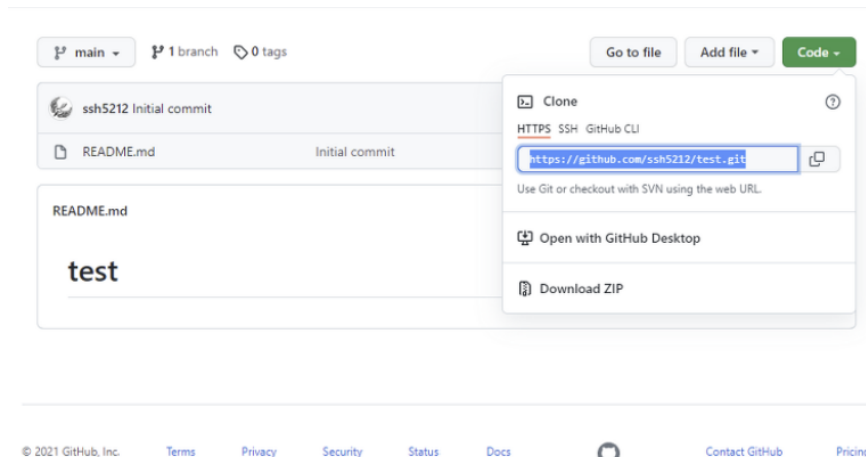 main 1 branch 0 tags Go to file Add file Code
ssh5212 Initial commit
README.md Initial commit
README.md
test
Clone
HTTPS SSH GitHub CLI
https://github.com/ssh5212/test.git
Use Git or checkout with SVN using the web URL.
Open with GitHub Desktop
Download ZIP
© 2021 GitHub, Inc. Terms Privacy Security Status Docs Contact GitHub Pricing